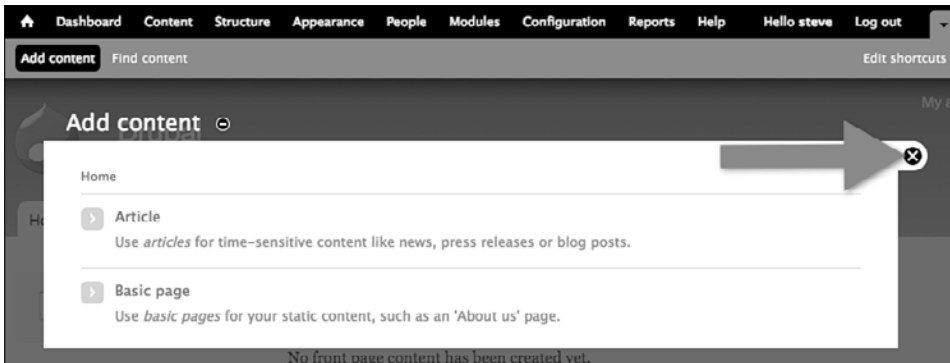 Dashboard Content Structure Appearance People Modules Configuration Reports Help Hello steve Log out
Add content Find content Edit shortcuts
My a
Add content
Drupal
Home
Ho
Article
Use articles for time-sensitive content like news, press releases or blog posts.
Basic page
Use basic pages for your static content, such as an 'About us' page.
No front page content has been created yet.